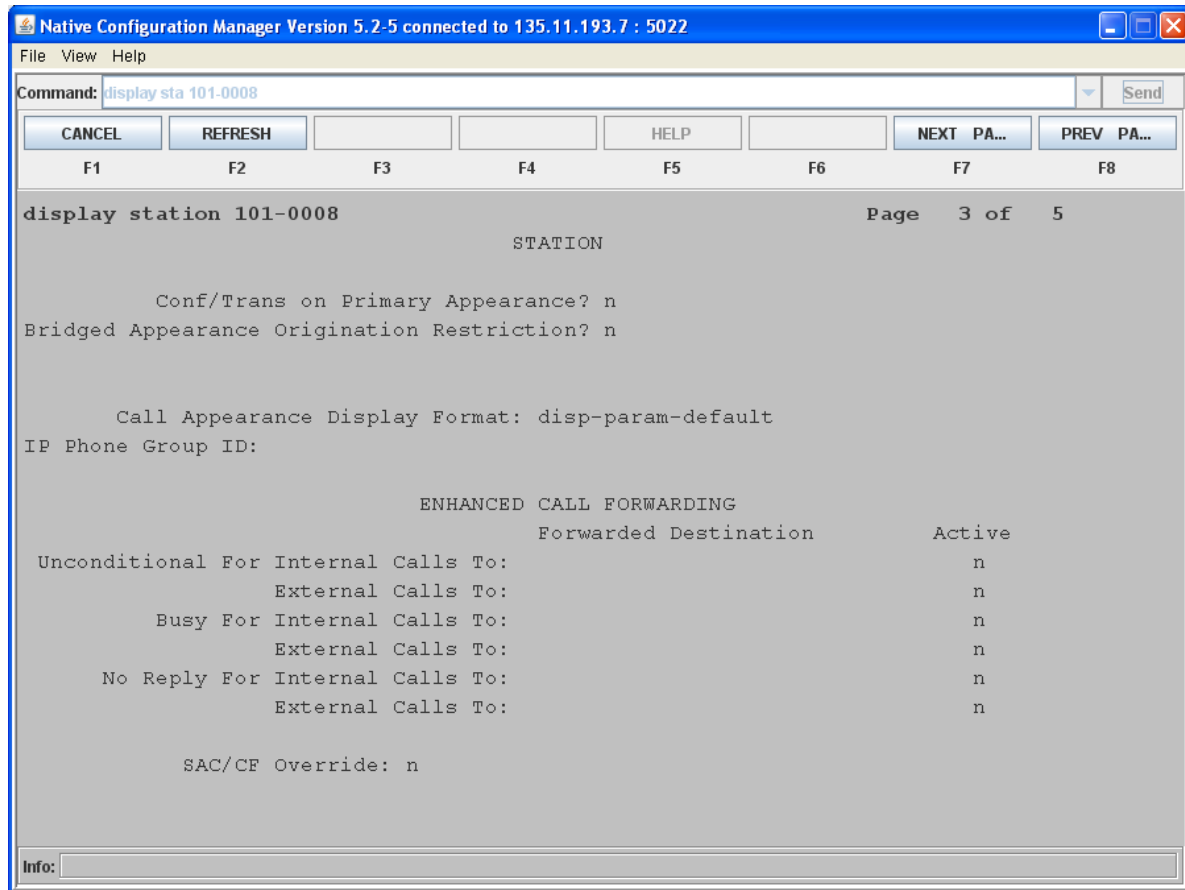 Native Configuration Manager Version 5.2-5 connected to 135.11.193.7 : 5022
File View Help
Command: display sta 101-0008 Send
CANCEL REFRESH HELP NEXT PA... PREV PA...
F1 F2 F3 F4 F5 F6 F7 F8
display station 101-0008 Page 3 of 5
STATION
Conf/Trans on Primary Appearance? n
Bridged Appearance Origination Restriction? n
Call Appearance Display Format: disp-param-default
IP Phone Group ID:
ENHANCED CALL FORWARDING
Forwarded Destination Active
Unconditional For Internal Calls To: n
External Calls To: n
Busy For Internal Calls To: n
External Calls To: n
No Reply For Internal Calls To: n
External Calls To: n
SAC/CF Override: n
Info: